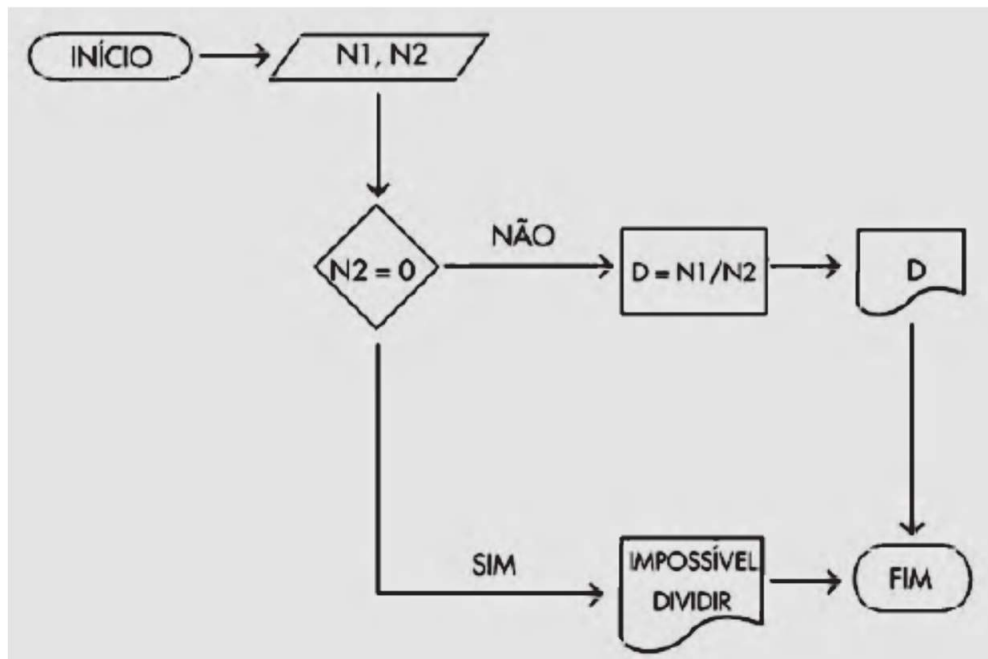 INÍCIO
N1, N2
N2 = 0
NÃO
D = N1/N2
D
SIM
IMPOSSÍVEL
DIVIDIR
FIM